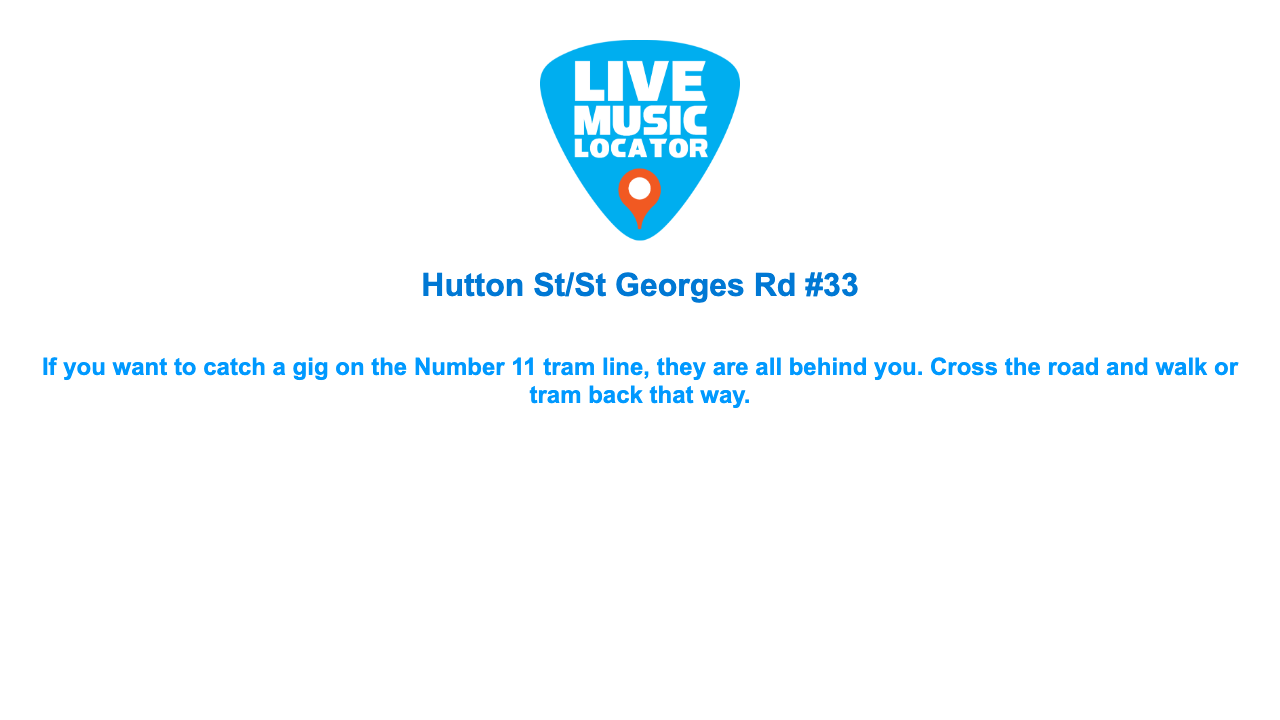 LIVE
MUSIC
LOCATOR
Hutton St/St Georges Rd #33
If you want to catch a gig on the Number 11 tram line, they are all behind you. Cross the road and walk or
tram back that way.